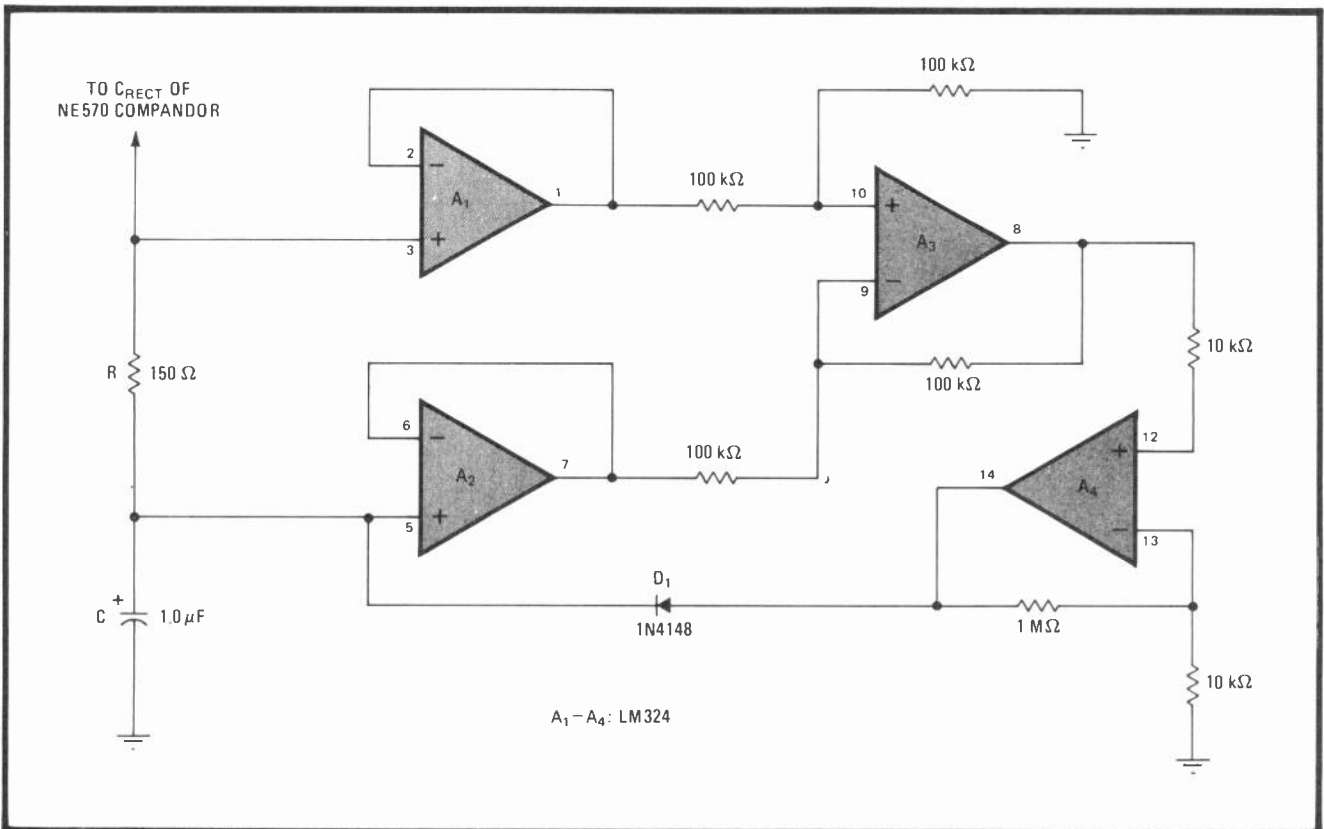 TO CRECT OF
NE570 COMPANDOR
2
−
A1
1
+
3
R
150 Ω
100 kΩ
100 kΩ
10
+
A3
8
−
9
100 kΩ
10 kΩ
6
−
A2
7
+
5
100 kΩ
12
+
A4
14
−
13
C
+
1.0 μF
D1
1N4148
1 MΩ
10 kΩ
A1−A4: LM324